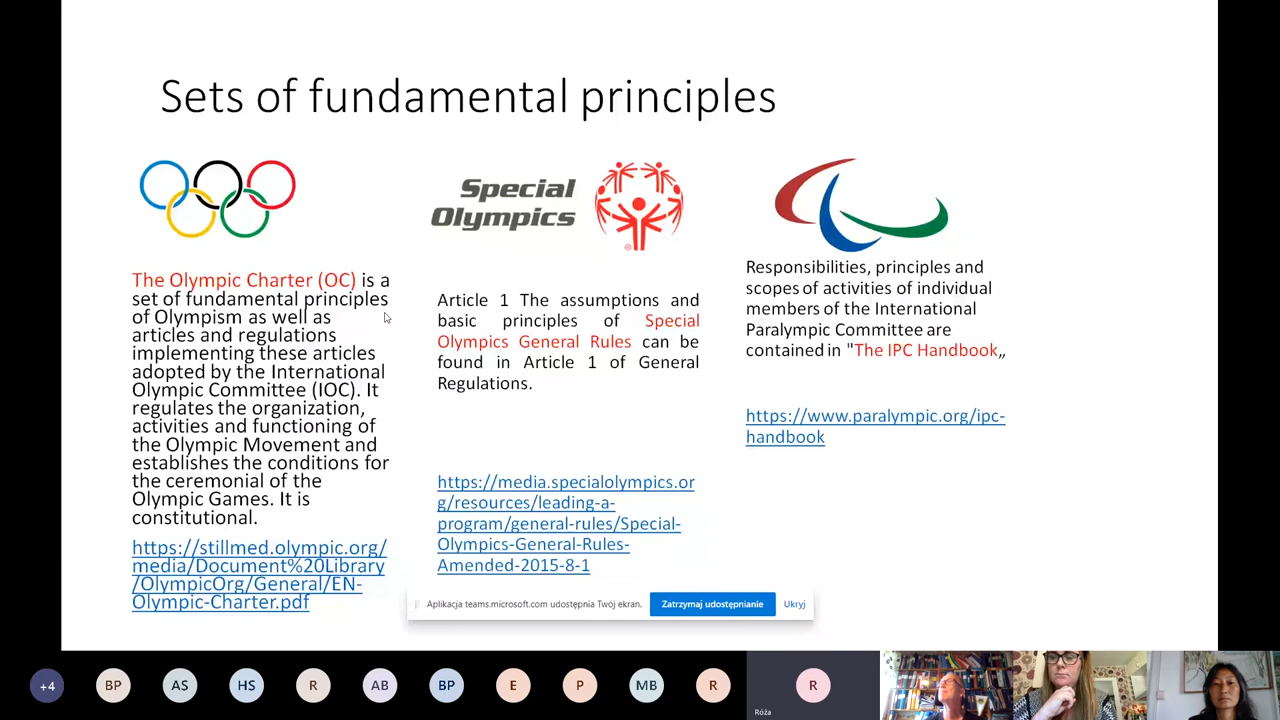 Sets of fundamental principles
Special
Olympics
The Olympic Charter (OC) is a
set of fundamental principles
of Olympism as well as
articles and regulations
implementing these articles
adopted by the International
Olympic Committee (IOC). It
regulates the organization,
activities and functioning of
the Olympic Movement and
establishes the conditions for
the ceremonial of the
Olympic Games. It is
constitutional.
https://stillmed.olympic.org/
media/Document%20Library
/OlympicOrg/General/EN-
Olympic-Charter.pdf
Article 1 The assumptions and
basic principles of Special
Olympics General Rules can be
found in Article 1 of General
Regulations.
https://media.specialolympics.or
g/resources/leading-a-
program/general-rules/Special-
Olympics-General-Rules-
Amended-2015-8-1
Responsibilities, principles and
scopes of activities of individual
members of the International
Paralympic Committee are
contained in "The IPC Handbook„
https://www.paralympic.org/ipc-
handbook
Aplikacja teams.microsoft.com udostępnia Twój ekran. Zatrzymaj udostępnianie Ukryj
+4 BP AS HS R AB BP E P MB R R
Róża